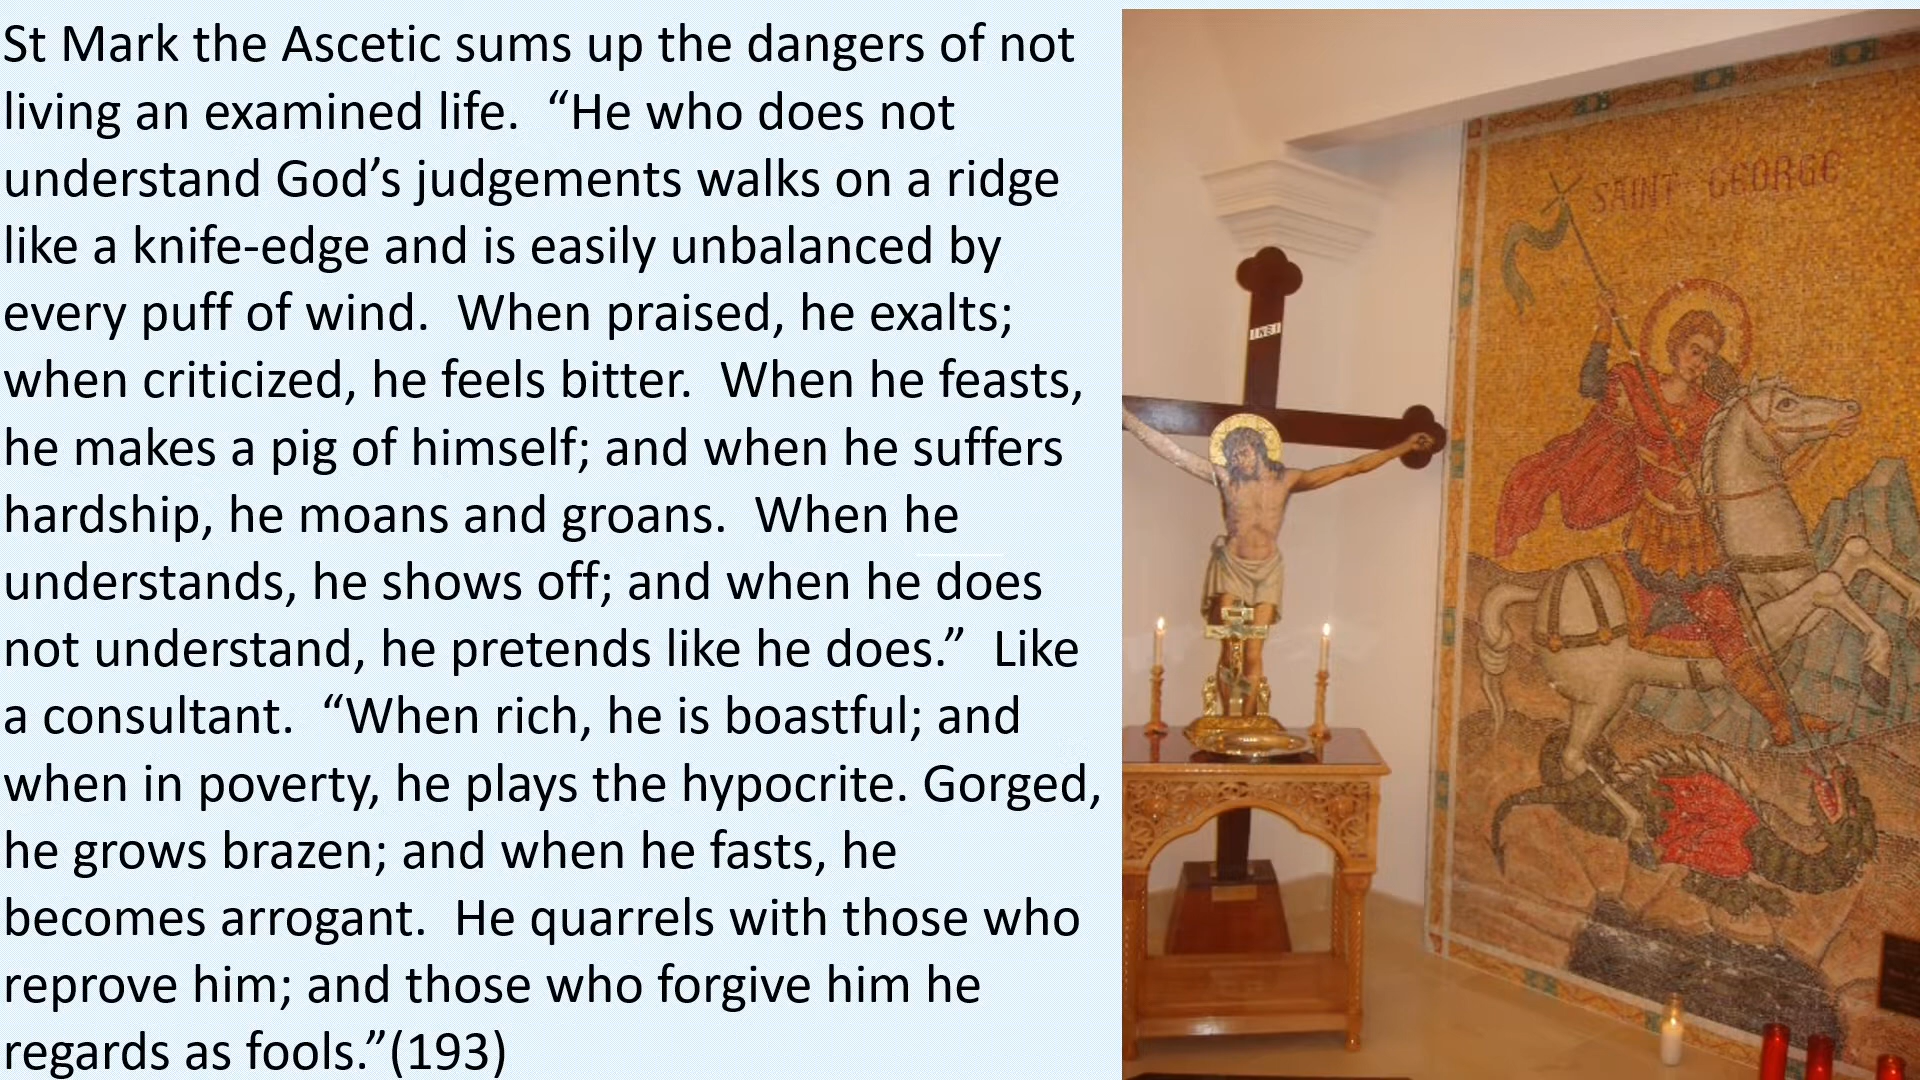 St Mark the Ascetic sums up the dangers of not
living an examined life.  “He who does not
understand God’s judgements walks on a ridge
like a knife-edge and is easily unbalanced by
every puff of wind.  When praised, he exalts;
when criticized, he feels bitter.  When he feasts,
he makes a pig of himself; and when he suffers
hardship, he moans and groans.  When he
understands, he shows off; and when he does
not understand, he pretends like he does.”  Like
a consultant.  “When rich, he is boastful; and
when in poverty, he plays the hypocrite. Gorged,
he grows brazen; and when he fasts, he
becomes arrogant.  He quarrels with those who
reprove him; and those who forgive him he
regards as fools.”(193)
SAINT GEORGE
INBI